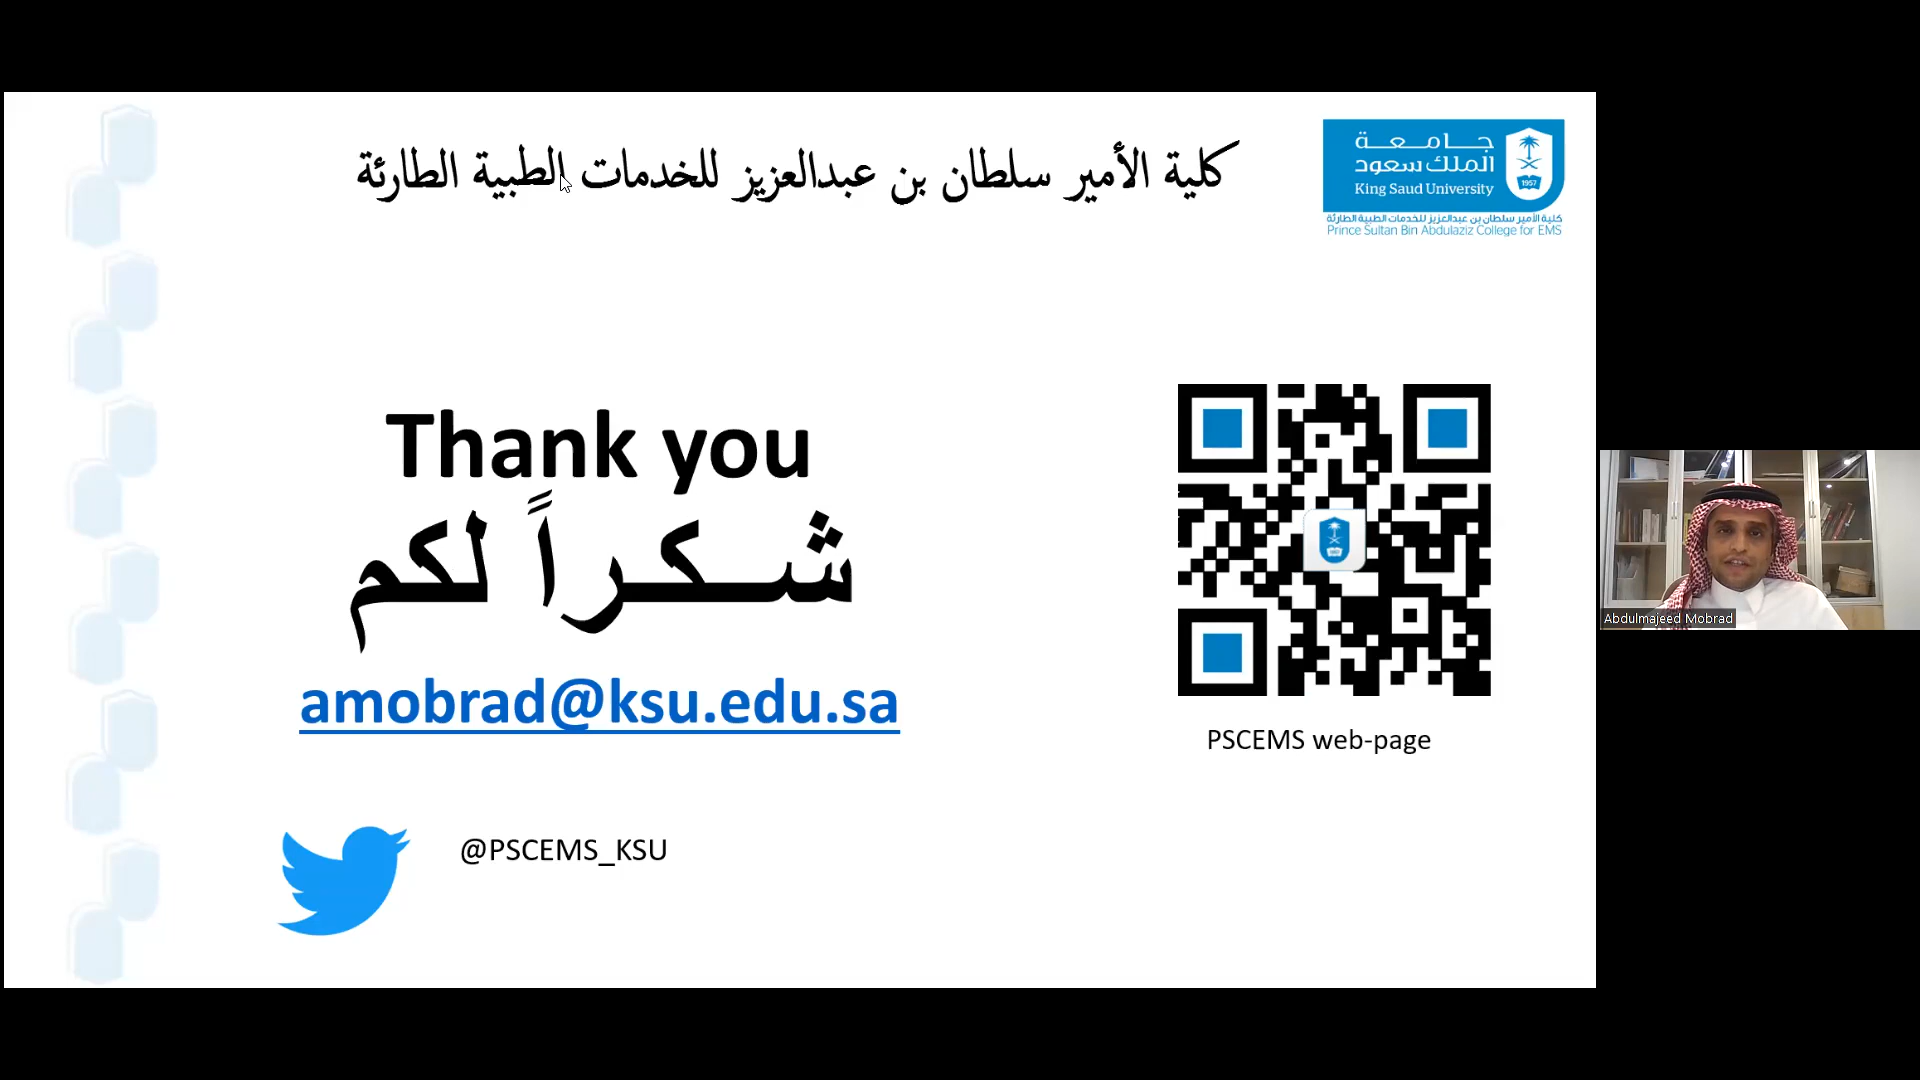 كلية الأمير سلطان بن عبدالعزيز للخدمات الطبية الطارئة
جامعة
الملك سعود
King Saud University
1957
كلية الأمير سلطان بن عبدالعزيز للخدمات الطبية الطارئة
Prince Sultan Bin Abdulaziz College for EMS
Thank you
شــكــراً لكم
amobrad@ksu.edu.sa
PSCEMS web-page
@PSCEMS_KSU
Abdulmajeed Mobrad